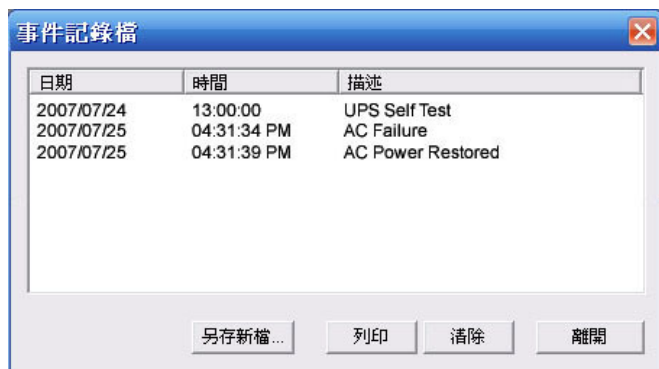 事件記錄檔
日期 時間 描述
2007/07/24 13:00:00 UPS Self Test
2007/07/25 04:31:34 PM AC Failure
2007/07/25 04:31:39 PM AC Power Restored
另存新檔... 列印 清除 離開